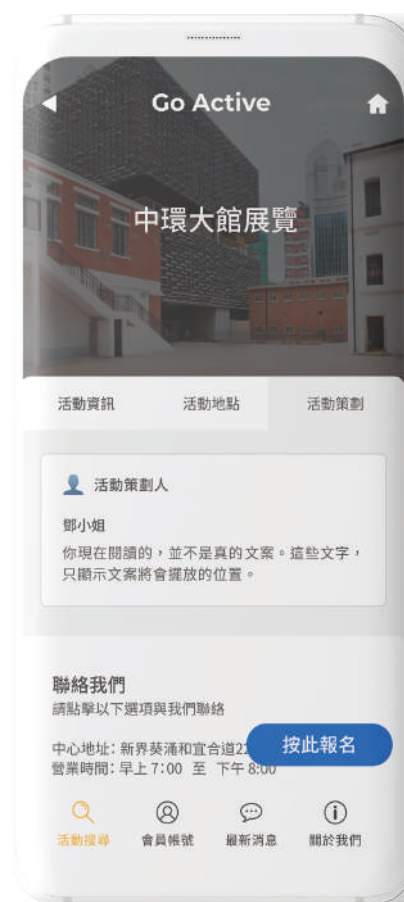 Go Active
中環大館展覽
活動資訊
活動地點
活動策劃
活動策劃人
鄧小姐
你現在閱讀的，並不是真的文案。這些文字，
只顯示文案將會擺放的位置。
聯絡我們
請點擊以下選項與我們聯絡
中心地址：新界葵涌和宜合道22
按此報名
營業時間：早上7:00 至 下午8:00
活動搜尋
會員帳號
最新消息
關於我們